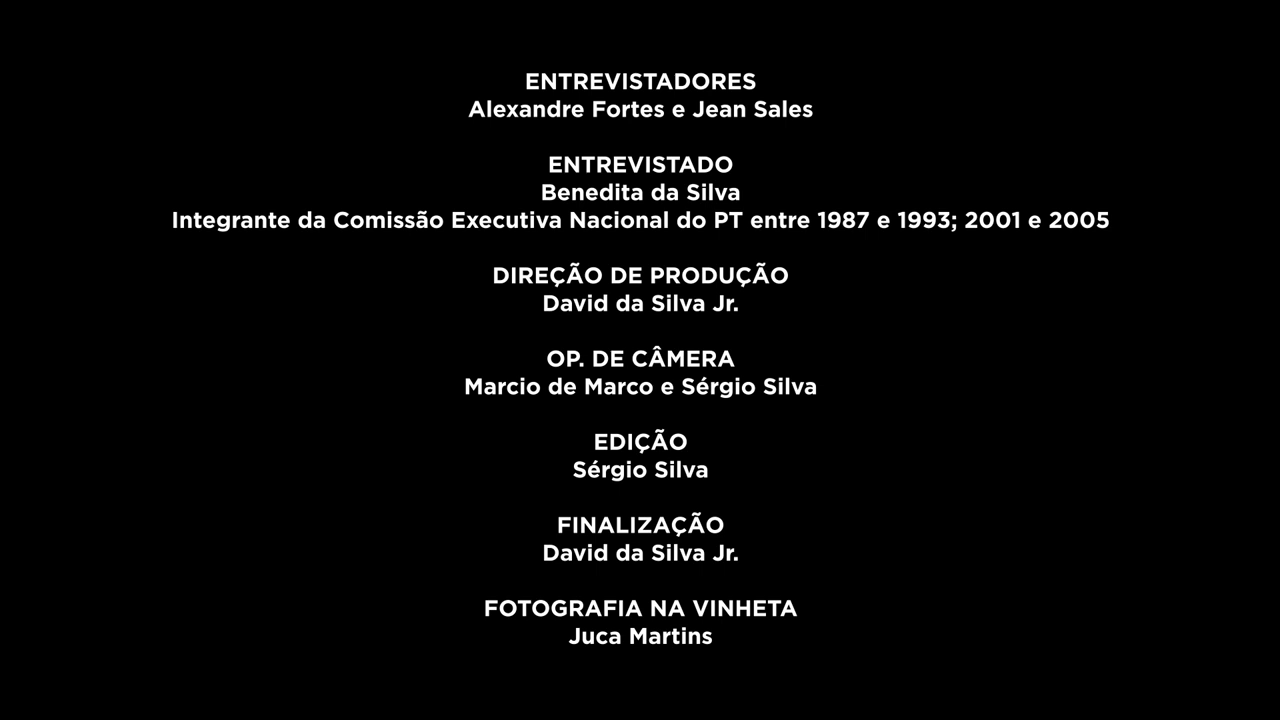 ENTREVISTADORES
Alexandre Fortes e Jean Sales
ENTREVISTADO
Benedita da Silva
Integrante da Comissão Executiva Nacional do PT entre 1987 e 1993; 2001 e 2005
DIREÇÃO DE PRODUÇÃO
David da Silva Jr.
OP. DE CÂMERA
Marcio de Marco e Sérgio Silva
EDIÇÃO
Sérgio Silva
FINALIZAÇÃO
David da Silva Jr.
FOTOGRAFIA NA VINHETA
Juca Martins